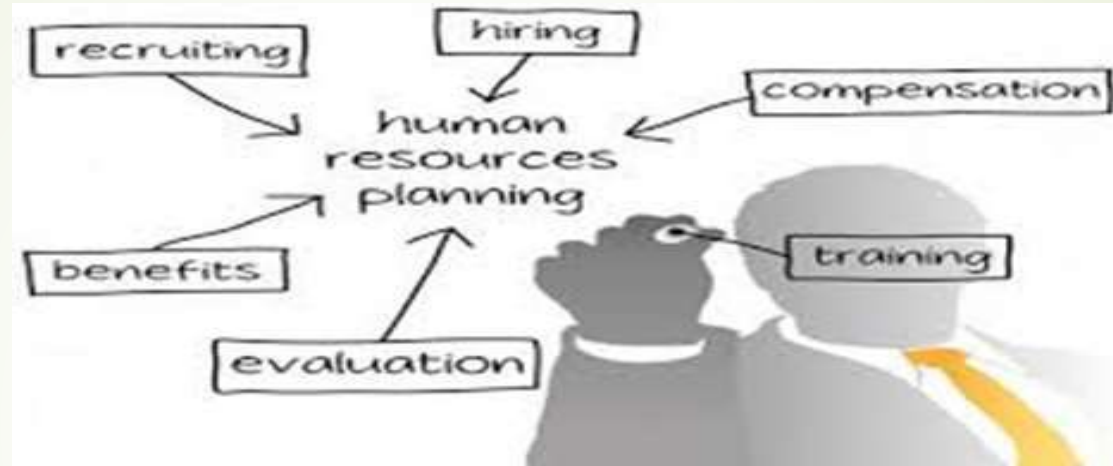 recruiting
hiring
compensation
human
resources
planning
benefits
training
evaluation